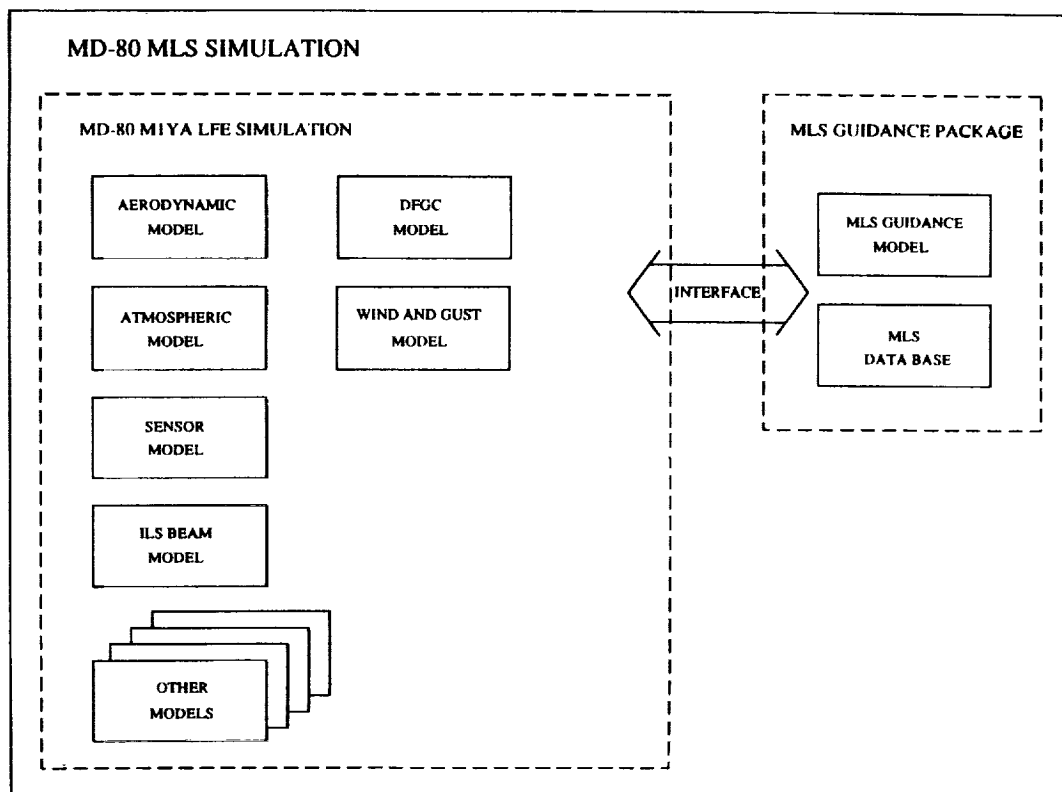 MD-80 MLS SIMULATION
MD-80 M1YA LFE SIMULATION
AERODYNAMIC
MODEL
DFGC
MODEL
ATMOSPHERIC
MODEL
WIND AND GUST
MODEL
SENSOR
MODEL
ILS BEAM
MODEL
OTHER
MODELS
INTERFACE
MLS GUIDANCE PACKAGE
MLS GUIDANCE
MODEL
MLS
DATA BASE